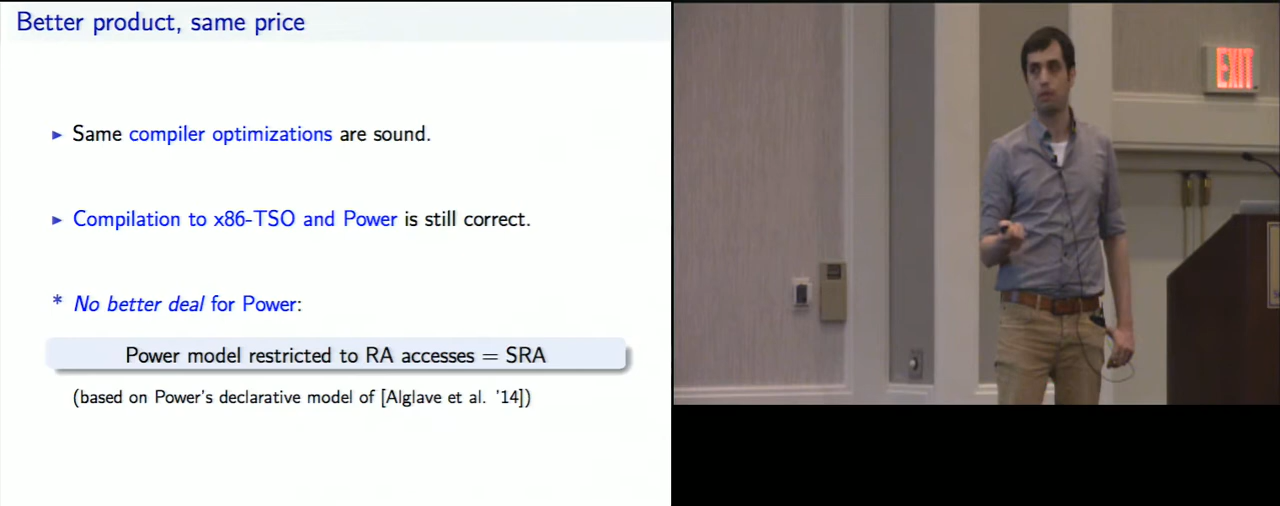 Better product, same price
▶ Same compiler optimizations are sound.
▶ Compilation to x86-TSO and Power is still correct.
* No better deal for Power:
Power model restricted to RA accesses = SRA
(based on Power's declarative model of [Alglave et al. '14])
EXIT